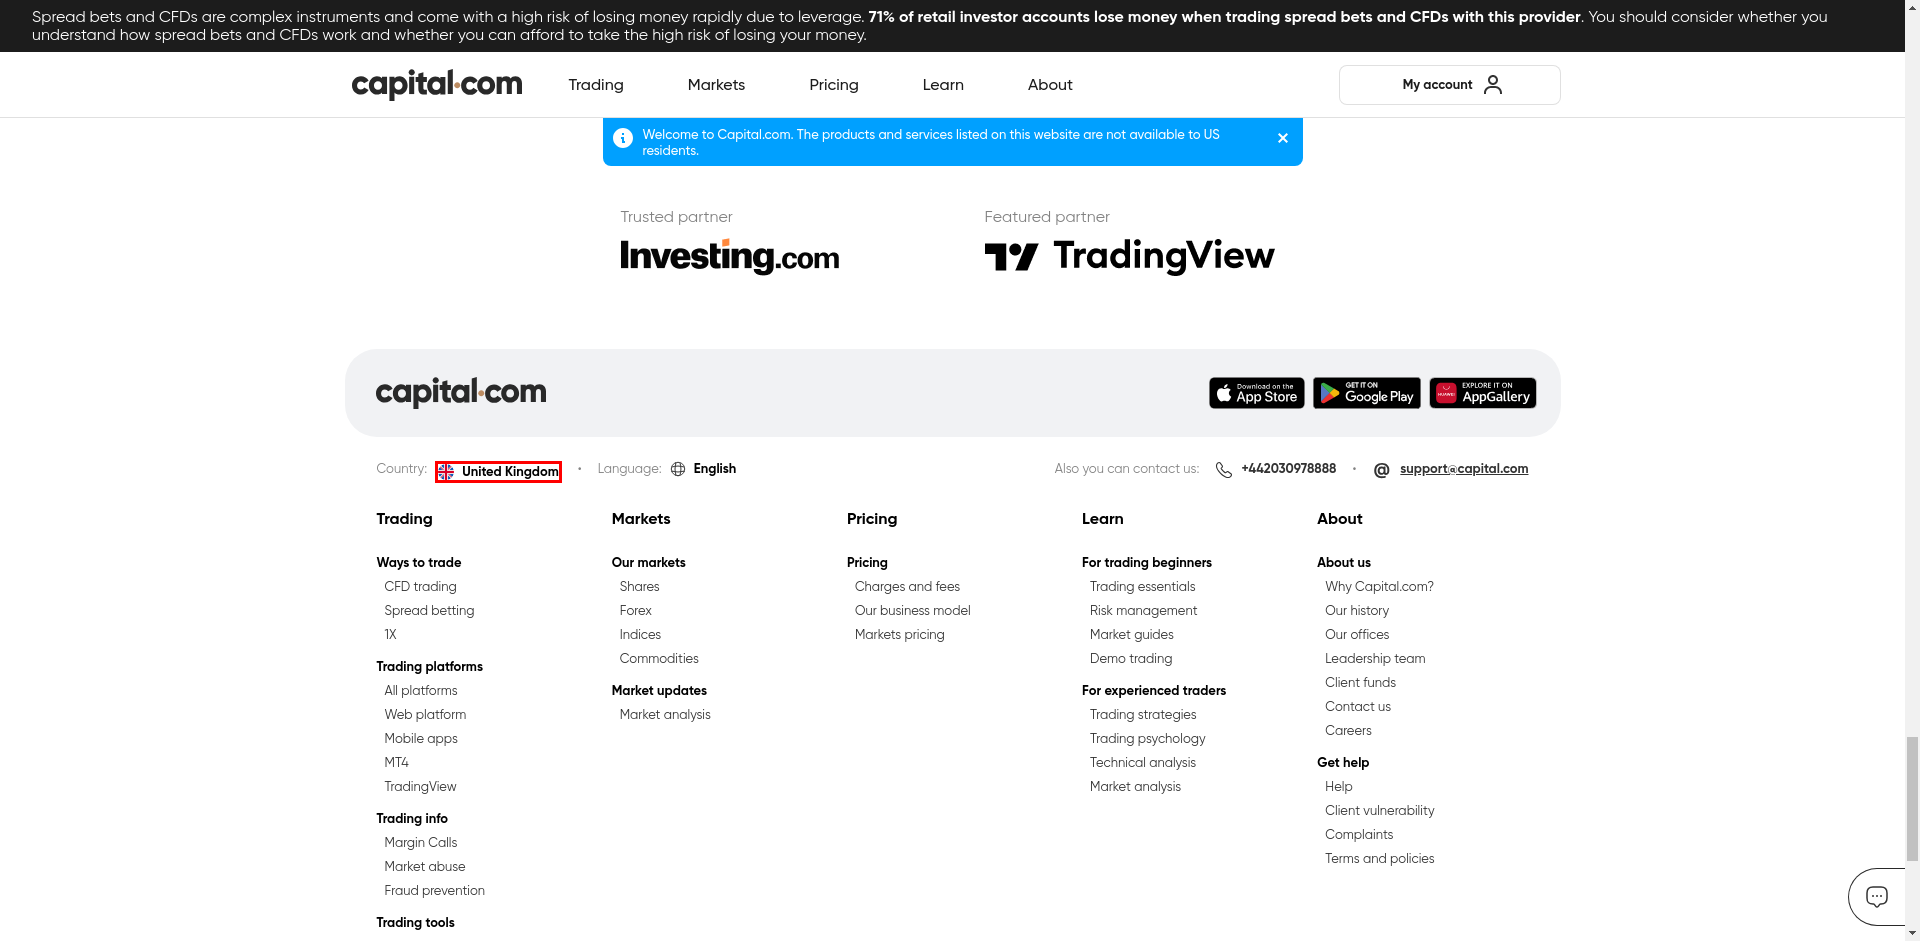 Spread bets and CFDs are complex instruments and come with a high risk of losing money rapidly due to leverage. 71% of retail investor accounts lose money when trading spread bets and CFDs with this provider. You should consider whether you
understand how spread bets and CFDs work and whether you can afford to take the high risk of losing your money.
capital.com
Trading
Markets
Pricing
Learn
About
My account
Welcome to Capital.com. The products and services listed on this website are not available to US
residents.
Trusted partner
Investing.com
Featured partner
TradingView
capital.com
Download on the
App Store
GET IT ON
Google Play
HUAWEI
EXPLORE IT ON
AppGallery
Country: United Kingdom • Language: English
Also you can contact us: +442030978888 • support@capital.com
Trading
Ways to trade
CFD trading
Spread betting
1X
Trading platforms
All platforms
Web platform
Mobile apps
MT4
TradingView
Trading info
Margin Calls
Market abuse
Fraud prevention
Trading tools
Markets
Our markets
Shares
Forex
Indices
Commodities
Market updates
Market analysis
Pricing
Pricing
Charges and fees
Our business model
Markets pricing
Learn
For trading beginners
Trading essentials
Risk management
Market guides
Demo trading
For experienced traders
Trading strategies
Trading psychology
Technical analysis
Market analysis
About
About us
Why Capital.com?
Our history
Our offices
Leadership team
Client funds
Contact us
Careers
Get help
Help
Client vulnerability
Complaints
Terms and policies